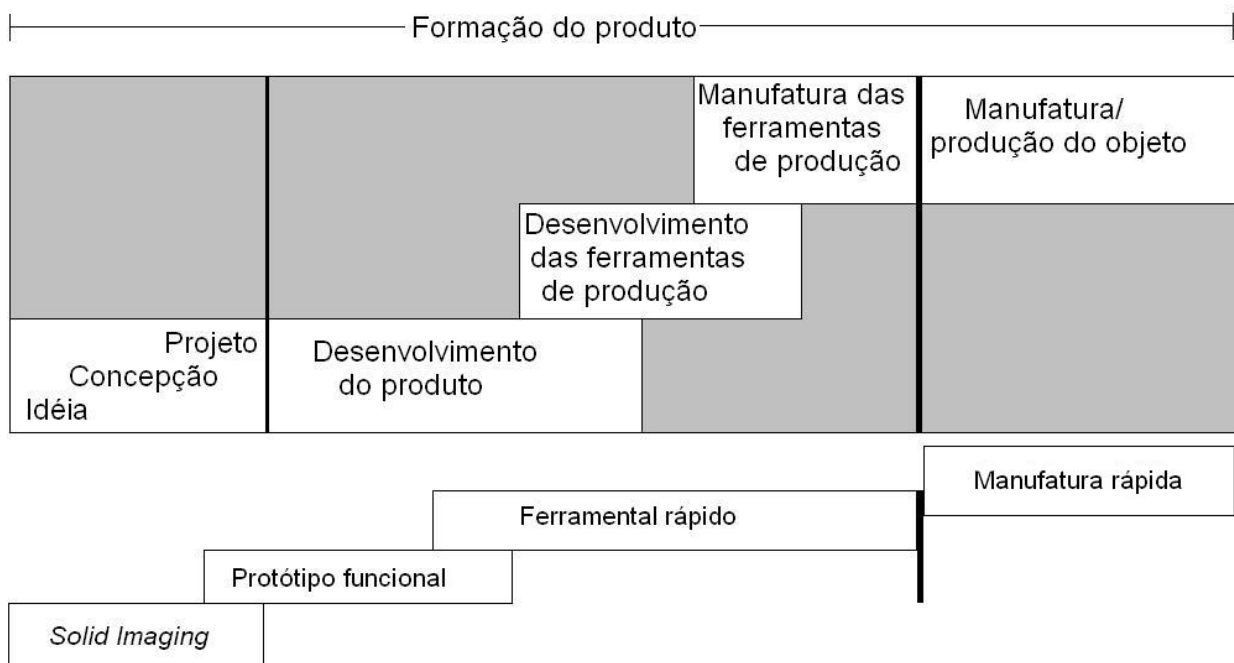 Formação do produto
Manufatura das
ferramentas
de produção
Manufatura/
produção do objeto
Desenvolvimento
das ferramentas
de produção
Projeto
Concepção
Idéia
Desenvolvimento
do produto
Manufatura rápida
Ferramental rápido
Protótipo funcional
Solid Imaging